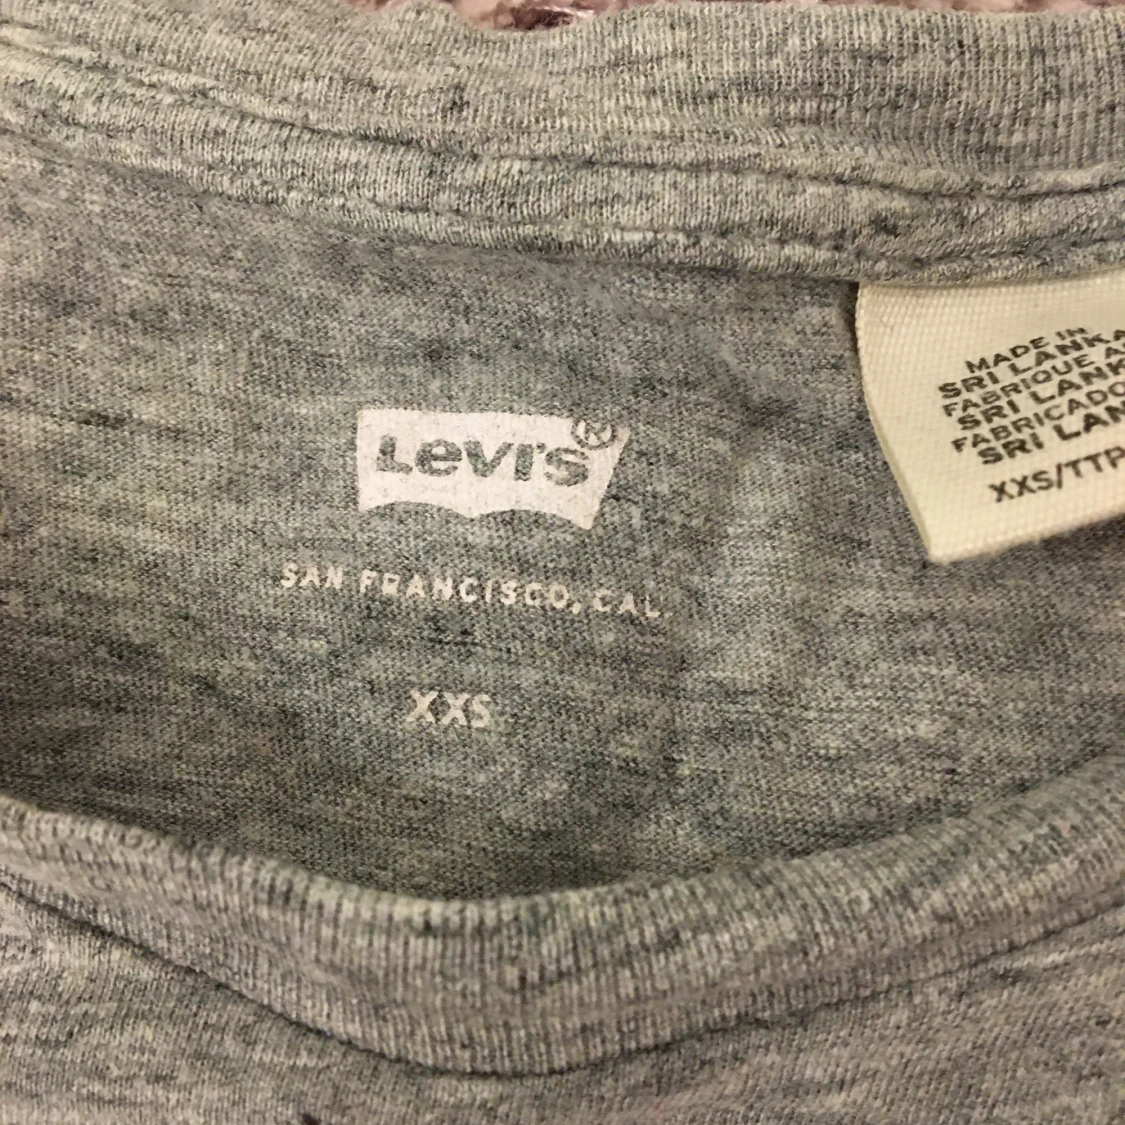 Levi's®
SAN FRANCISCO, CAL.
XXS
MADE IN
SRI LANKA
FABRIQUE A
SRI LANK
FABRICADO
SRI LAN
XXS/TTP